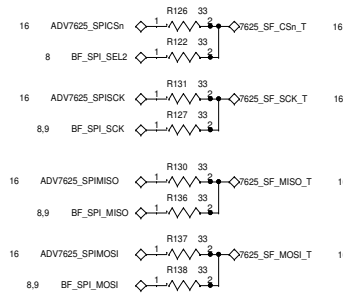 R126 33
16 ADV7625_SPICSn 1 2 7625_SF_CSn_T 16
R122 33
8 BF_SPI_SEL2 1 2
R131 33
16 ADV7625_SPISCK 1 2 7625_SF_SCK_T 16
R127 33
8,9 BF_SPI_SCK 1 2
R130 33
16 ADV7625_SPIMISO 1 2 7625_SF_MISO_T 1
R136 33
8,9 BF_SPI_MISO 1 2
R137 33
16 ADV7625_SPIMOSI 1 2 7625_SF_MOSI_T 1
R138 33
8,9 BF_SPI_MOSI 1 2